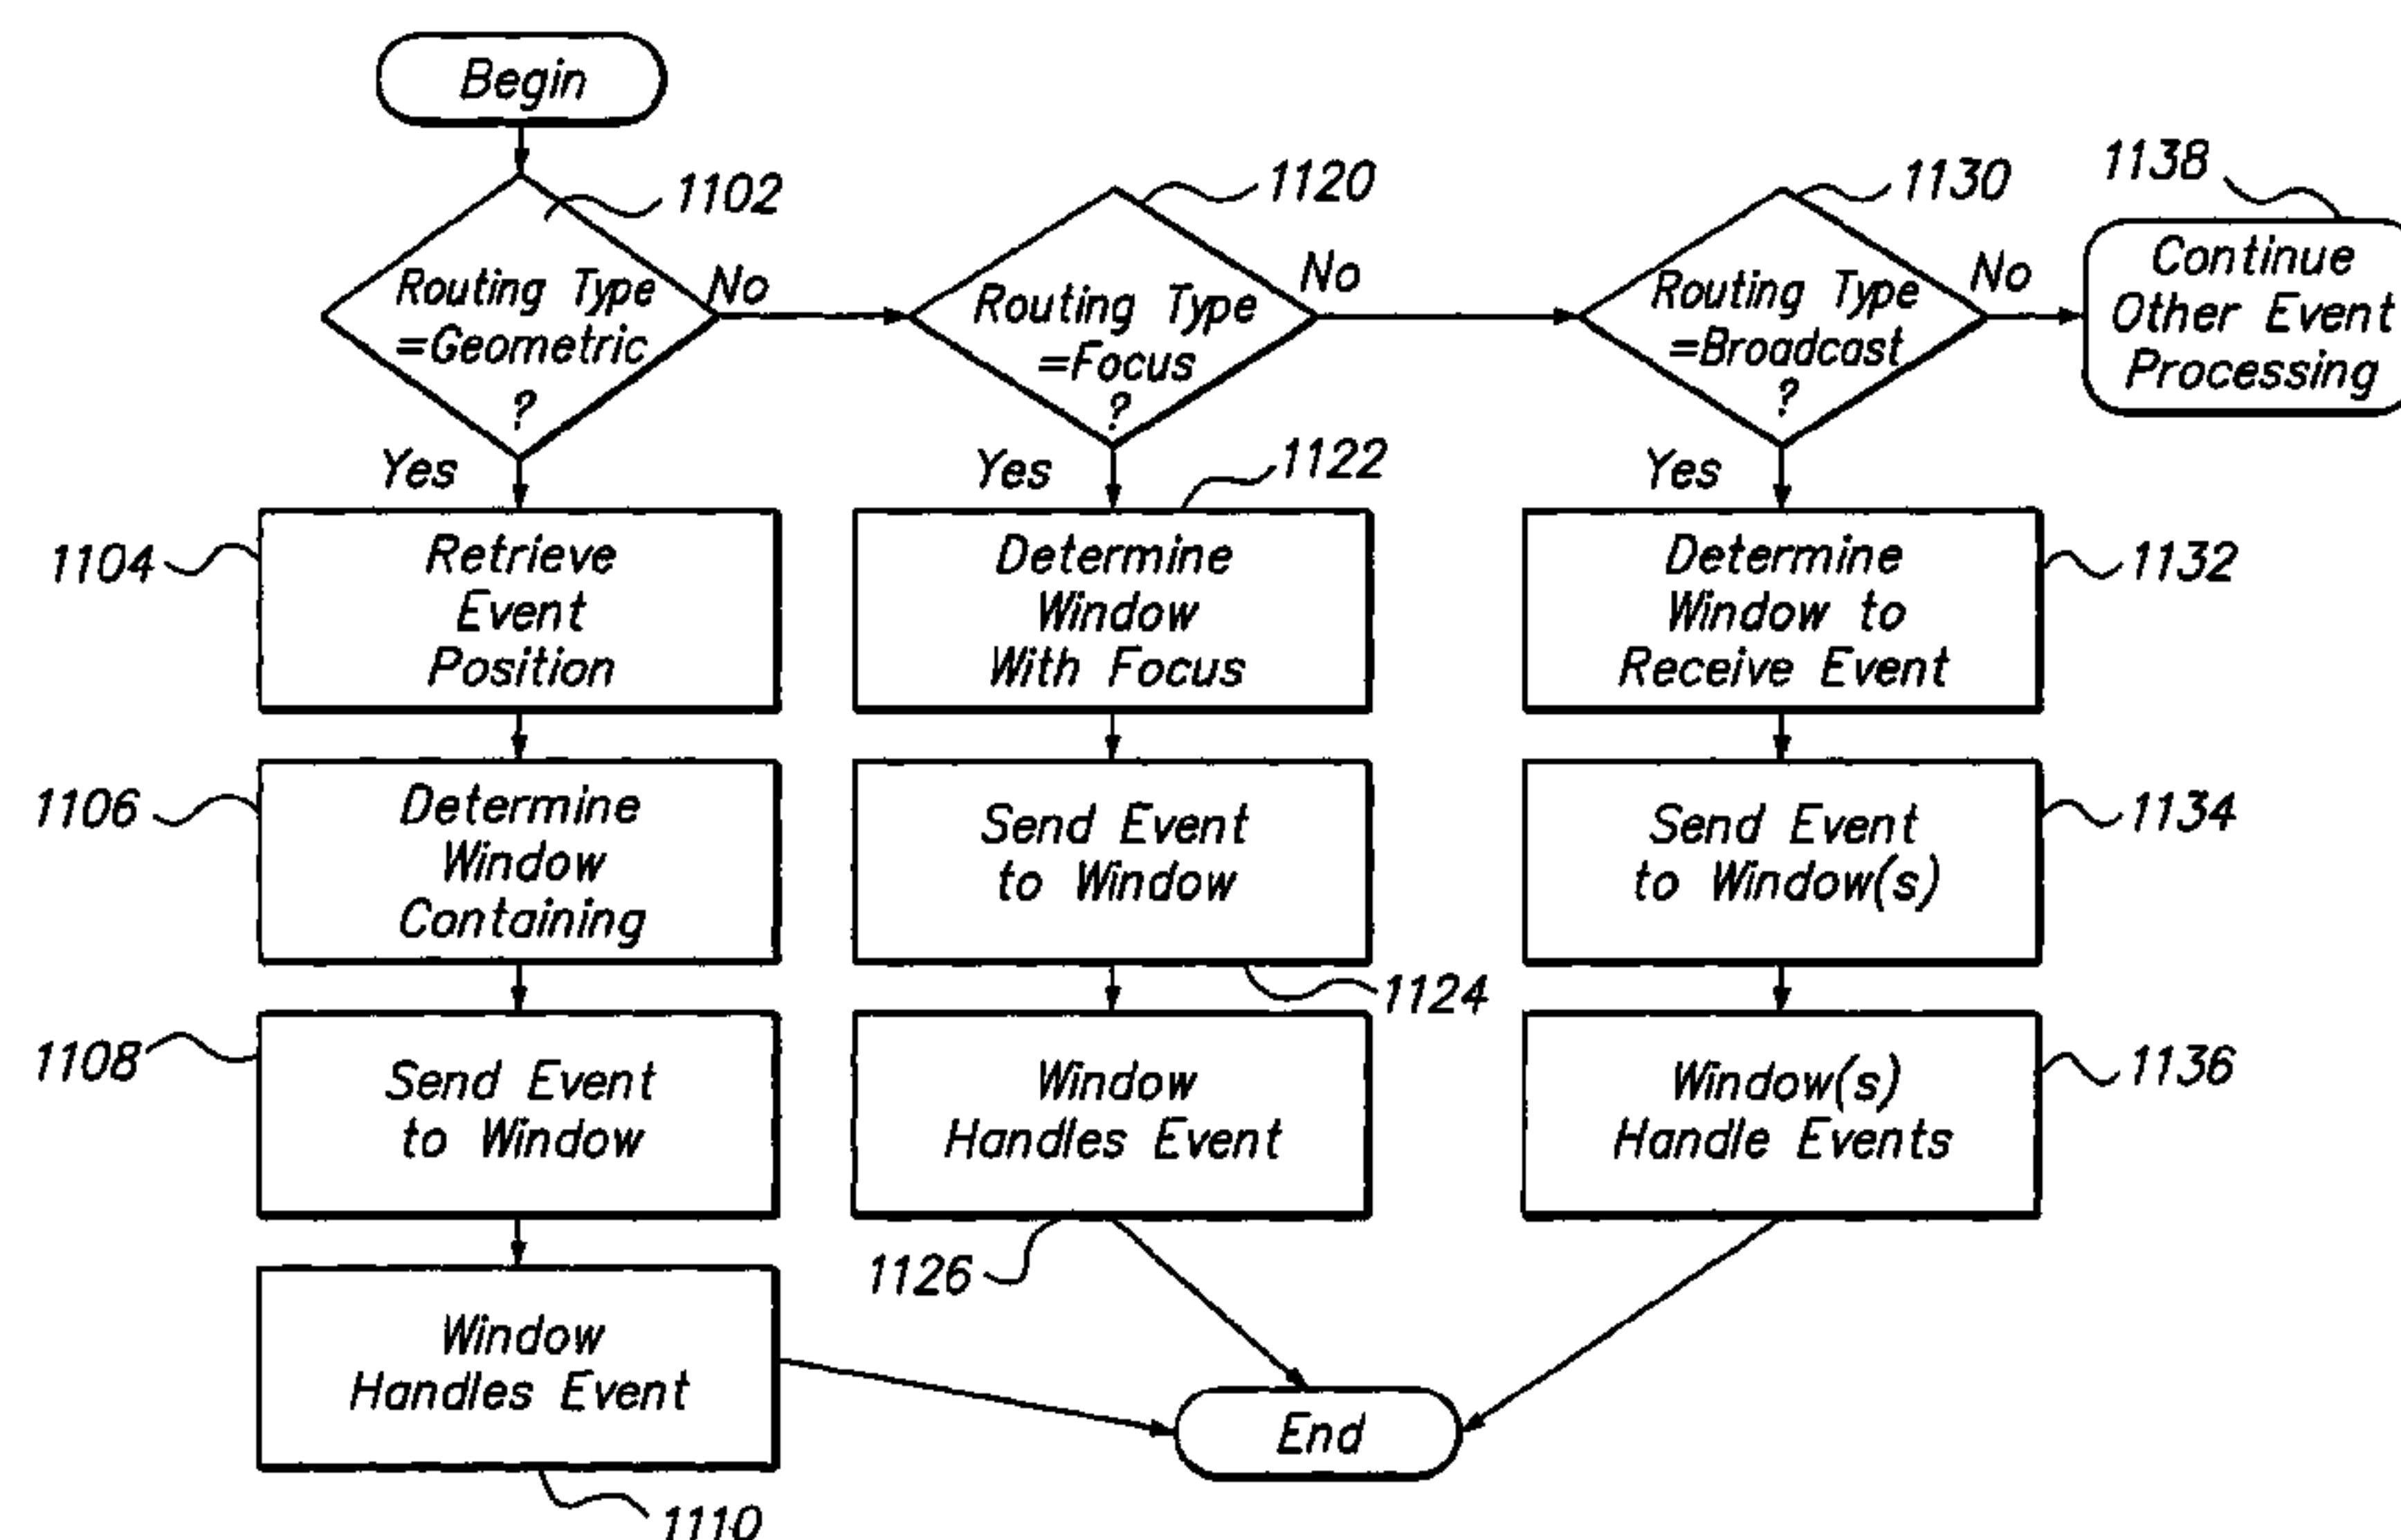 Begin
1102
Routing Type
=Geometric
?
No
Yes
1120
Routing Type
=Focus
?
No
Yes
1130
Routing Type
=Broadcast
?
No
Yes
1138
Continue
Other Event
Processing
1104
Retrieve
Event
Position
1122
Determine
Window
With Focus
1132
Determine
Window to
Receive Event
1106
Determine
Window
Containing
Send Event
to Window
1124
Send Event
to Window(s)
1134
1108
Send Event
to Window
Window
Handles Event
1126
Window(s)
Handle Events
1136
Window
Handles Event
1110
End